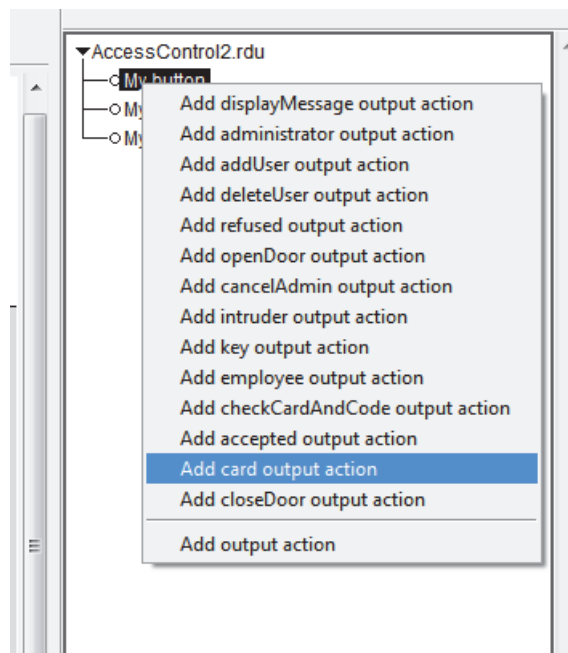 AccessControl2.rdu
My button
My
My
Add displayMessage output action
Add administrator output action
Add addUser output action
Add deleteUser output action
Add refused output action
Add openDoor output action
Add cancelAdmin output action
Add intruder output action
Add key output action
Add employee output action
Add checkCardAndCode output action
Add accepted output action
Add card output action
Add closeDoor output action
Add output action